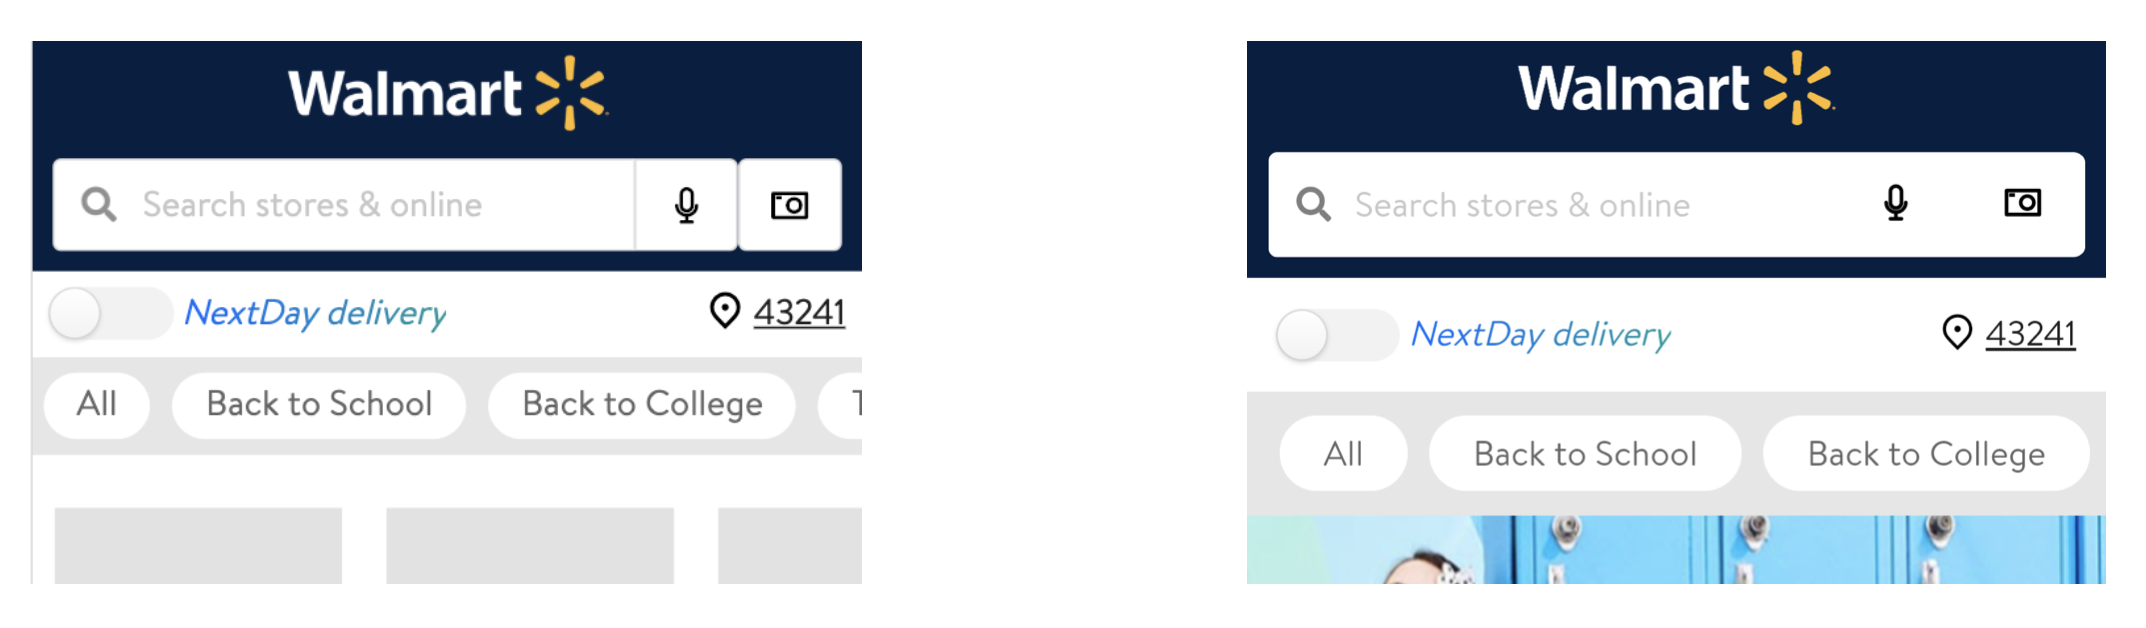 Walmart
Search stores & online
NextDay delivery 43241
All Back to School Back to College T
Walmart
Search stores & online
NextDay delivery 43241
All Back to School Back to College